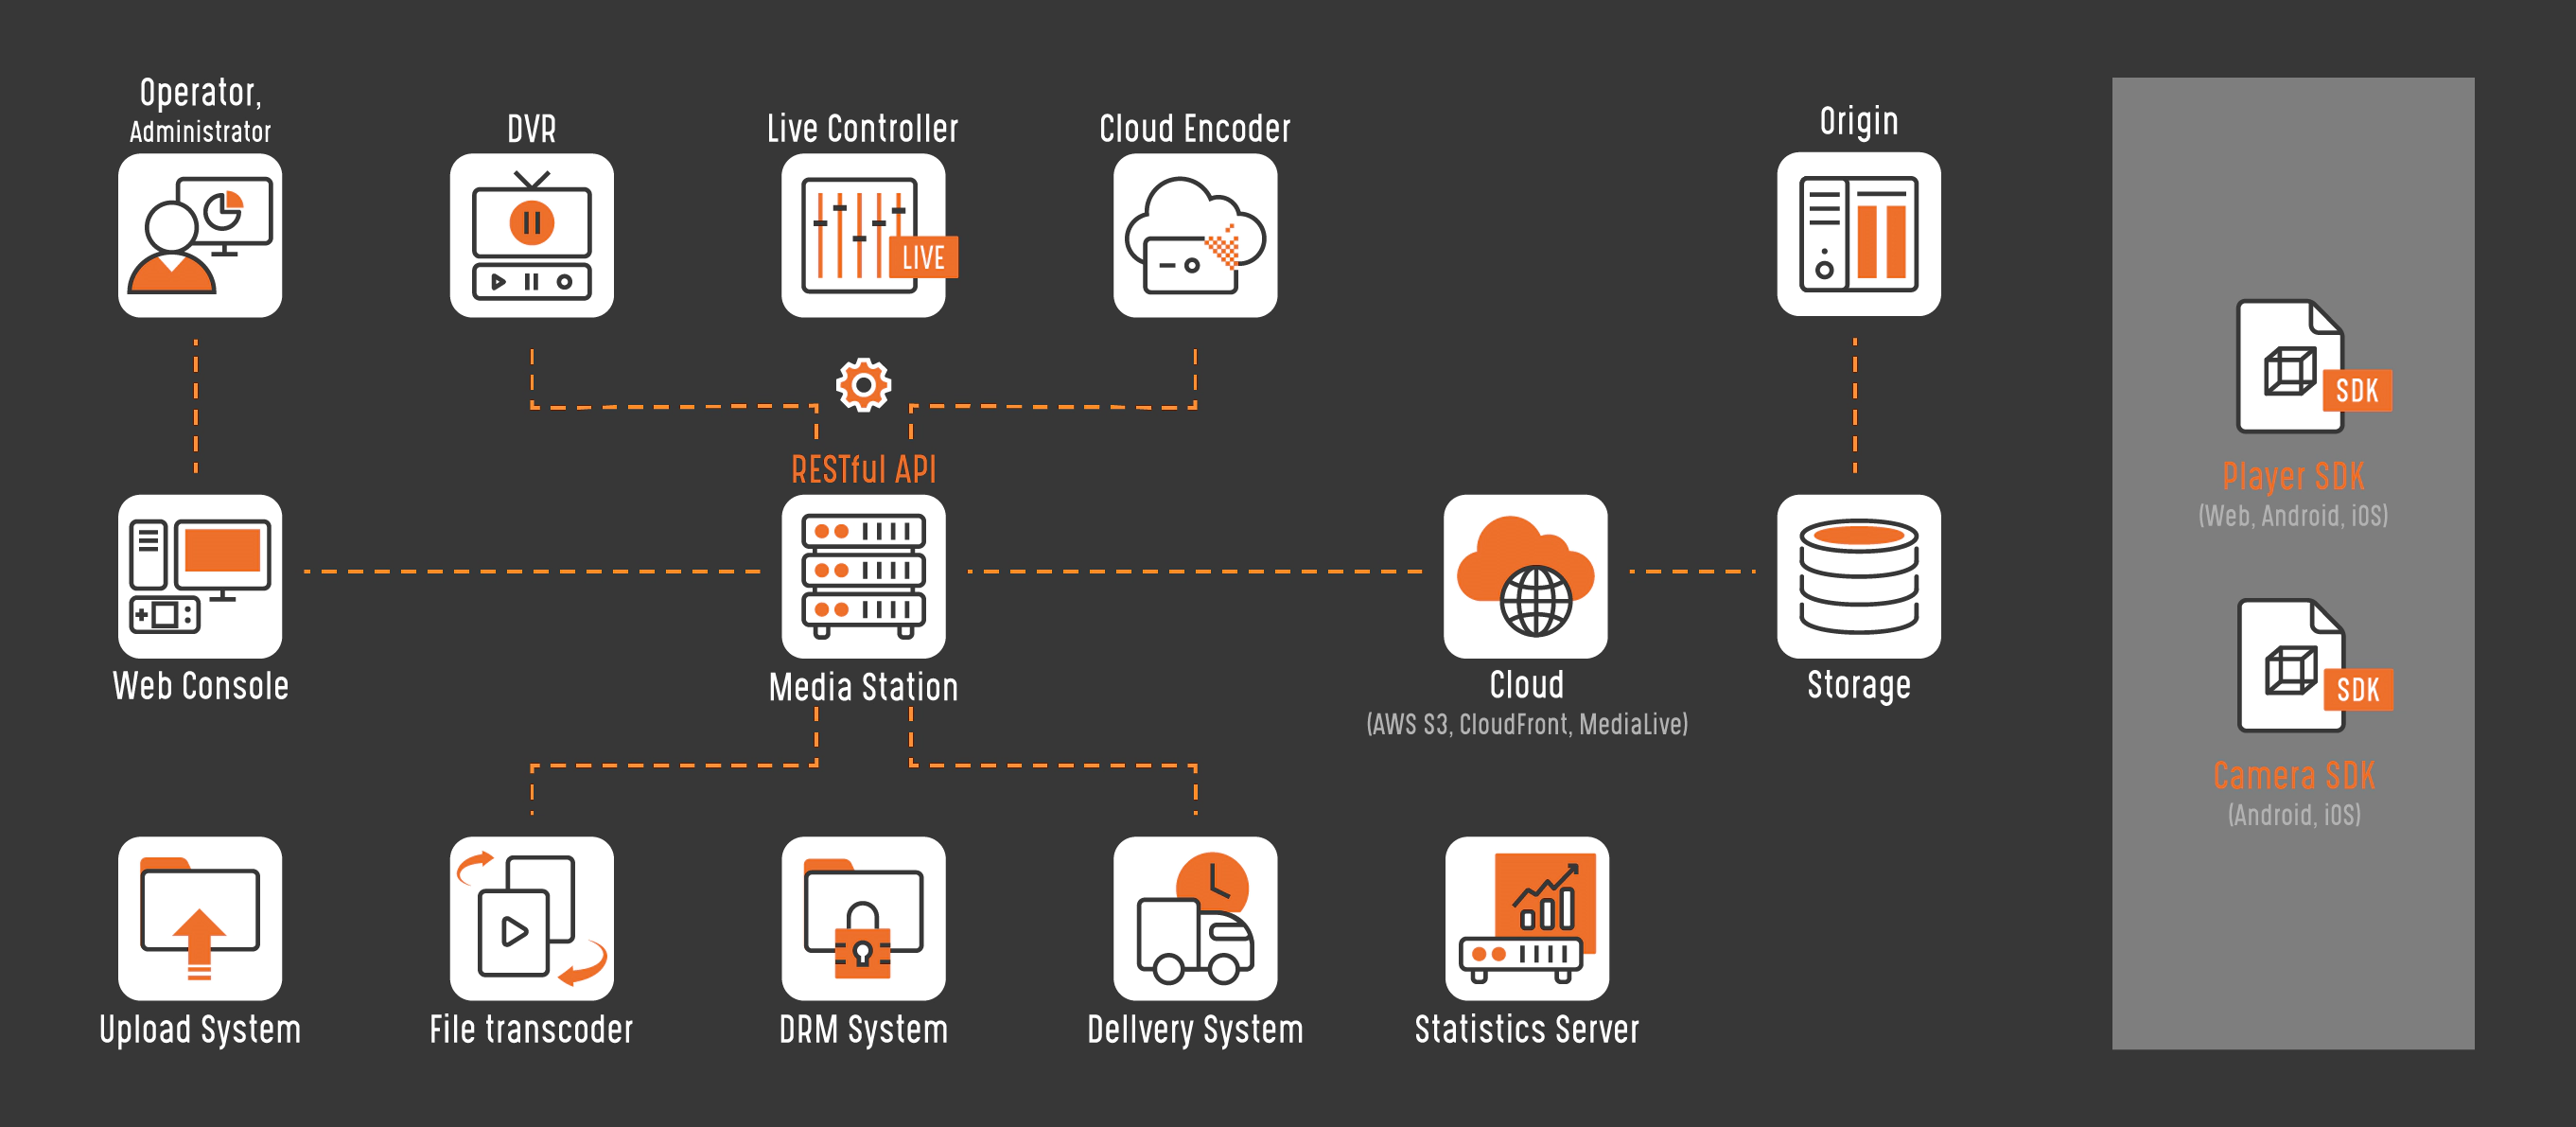 Operator,
Administrator
DVR
Live Controller
Cloud Encoder
Origin
LIVE
SDK
RESTful API
Player SDK
(Web, Android, iOS)
Web Console
Media Station
Cloud
(AWS S3, CloudFront, MediaLive)
Storage
SDK
Camera SDK
(Android, iOS)
Upload System
File transcoder
DRM System
Dellvery System
Statistics Server